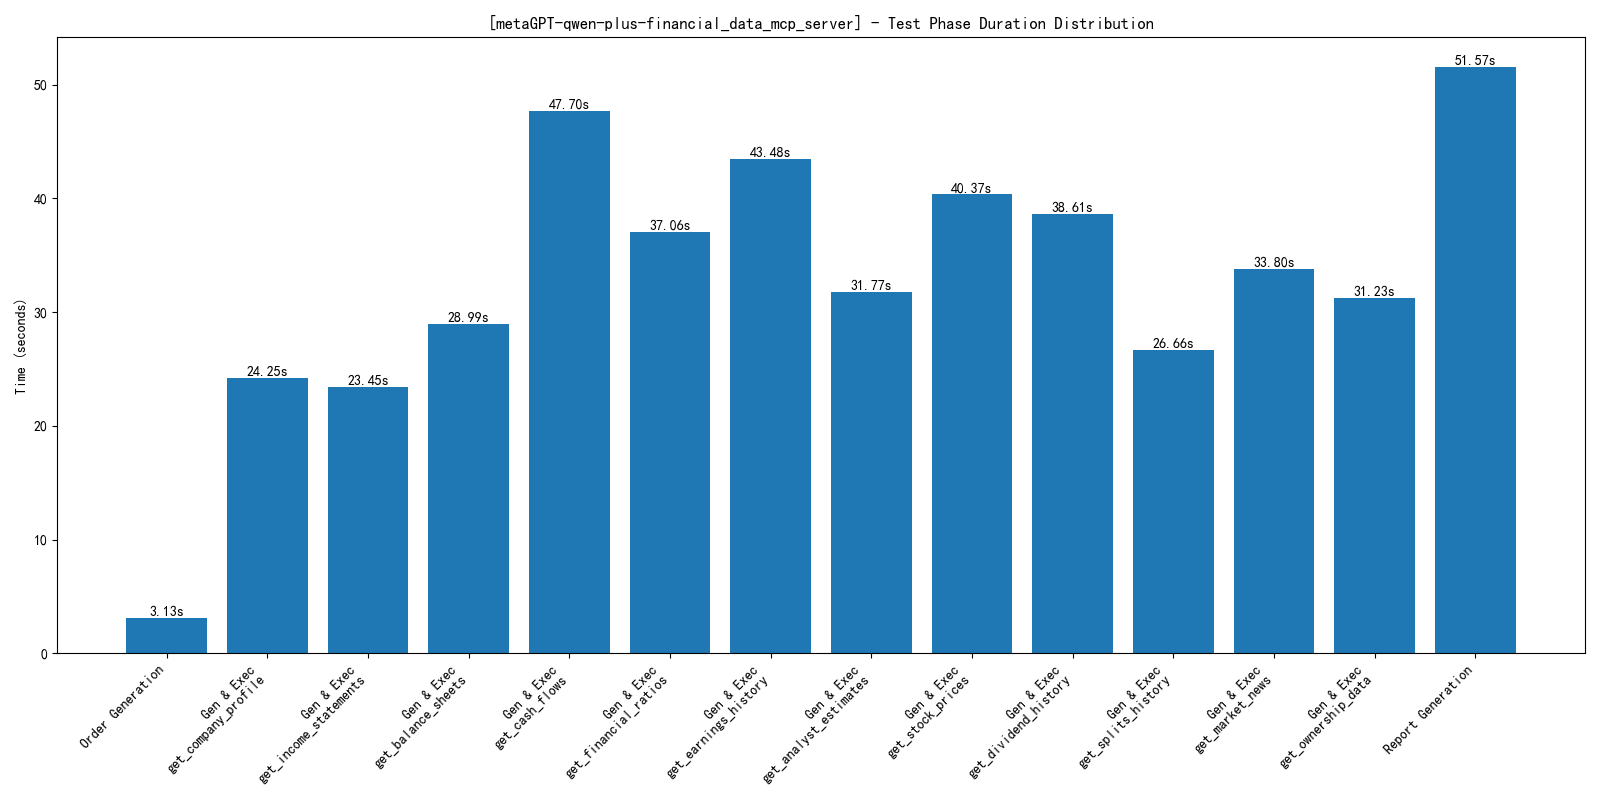 [metaGPT-qwen-plus-financial_data_mcp_server] - Test Phase Duration Distribution
Time (seconds)
50
40
30
20
10
0
3.13s
24.25s
23.45s
28.99s
47.70s
37.06s
43.48s
31.77s
40.37s
38.61s
26.66s
33.80s
31.23s
51.57s
Order Generation
Gen & Exec
get_company_profile
Gen & Exec
get_income_statements
Gen & Exec
get_balance_sheets
Gen & Exec
get_cash_flows
Gen & Exec
get_financial_ratios
Gen & Exec
get_earnings_history
Gen & Exec
get_analyst_estimates
Gen & Exec
get_stock_prices
Gen & Exec
get_dividend_history
Gen & Exec
get_splits_history
Gen & Exec
get_market_news
Gen & Exec
get_ownership_data
Report Generation